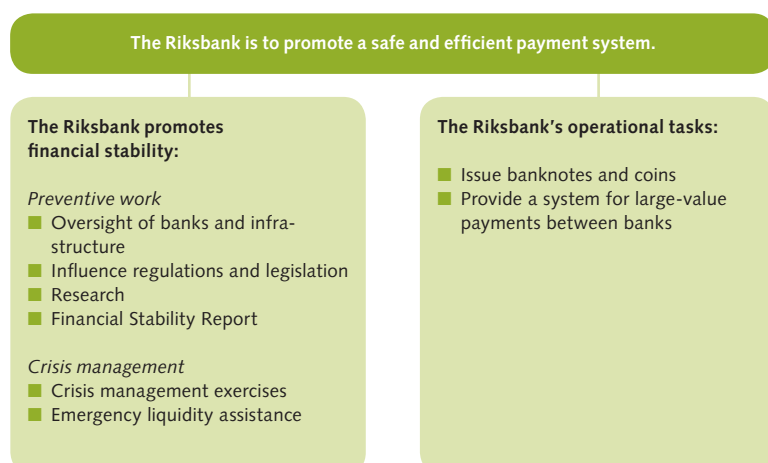 The Riksbank is to promote a safe and efficient payment system.
The Riksbank promotes
financial stability:
Preventive work
Oversight of banks and infra-
structure
Influence regulations and legislation
Research
Financial Stability Report
Crisis management
Crisis management exercises
Emergency liquidity assistance
The Riksbank’s operational tasks:
Issue banknotes and coins
Provide a system for large-value
payments between banks